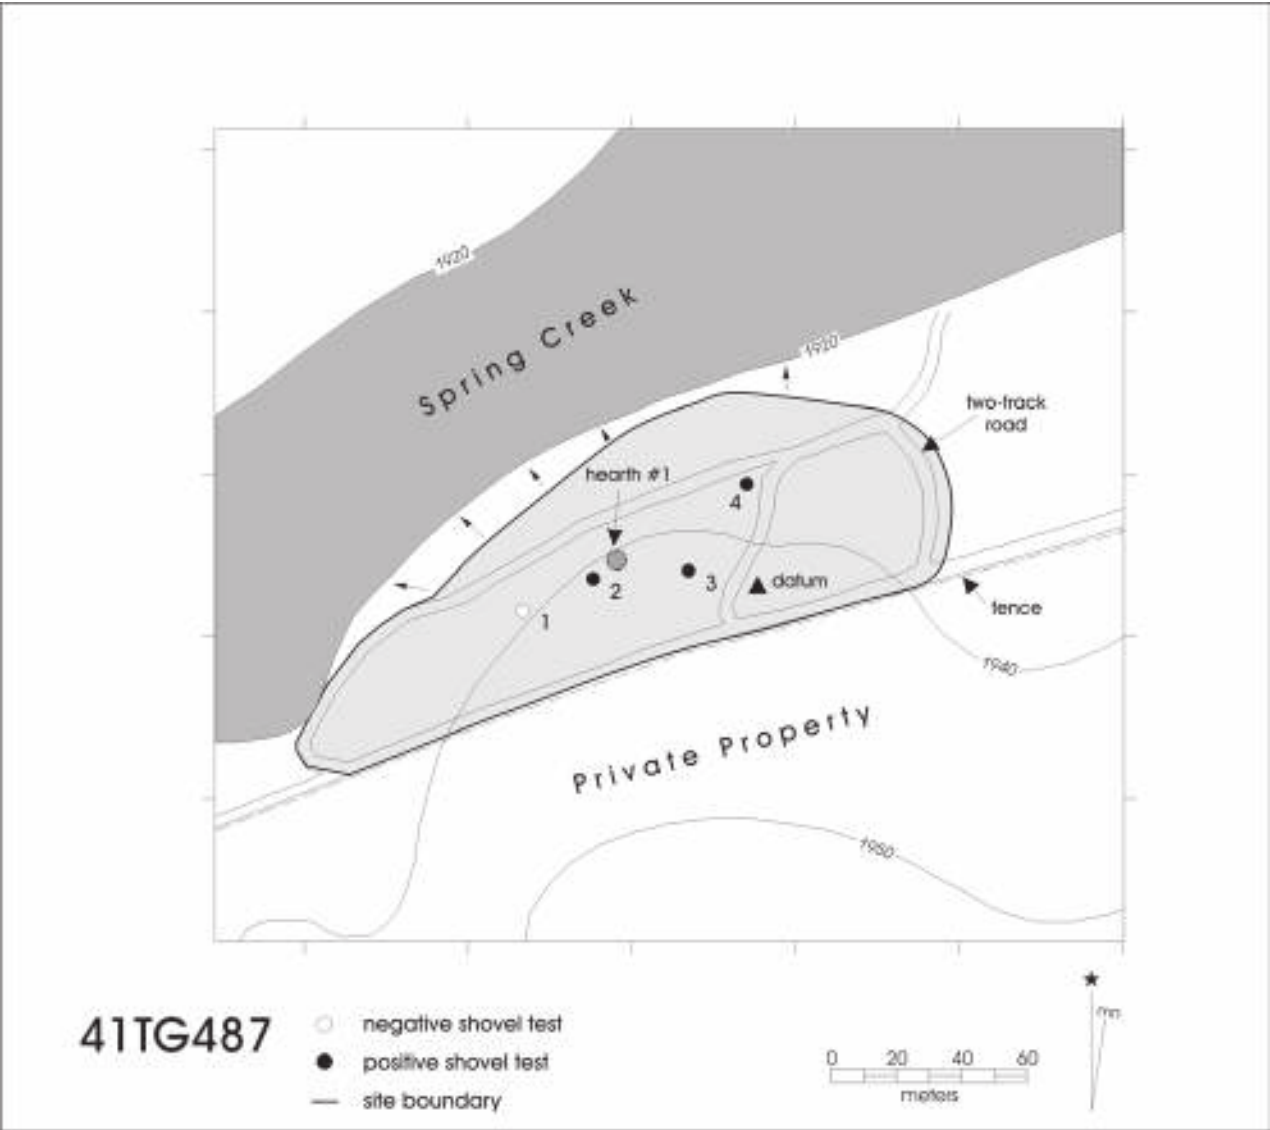 1920
Spring Creek
1920
two-track
road
hearth #1
4
2
3
datum
1
fence
1940
Private Property
1950
41TG487
negative shovel test
positive shovel test
site boundary
0 20 40 60
meters
mn